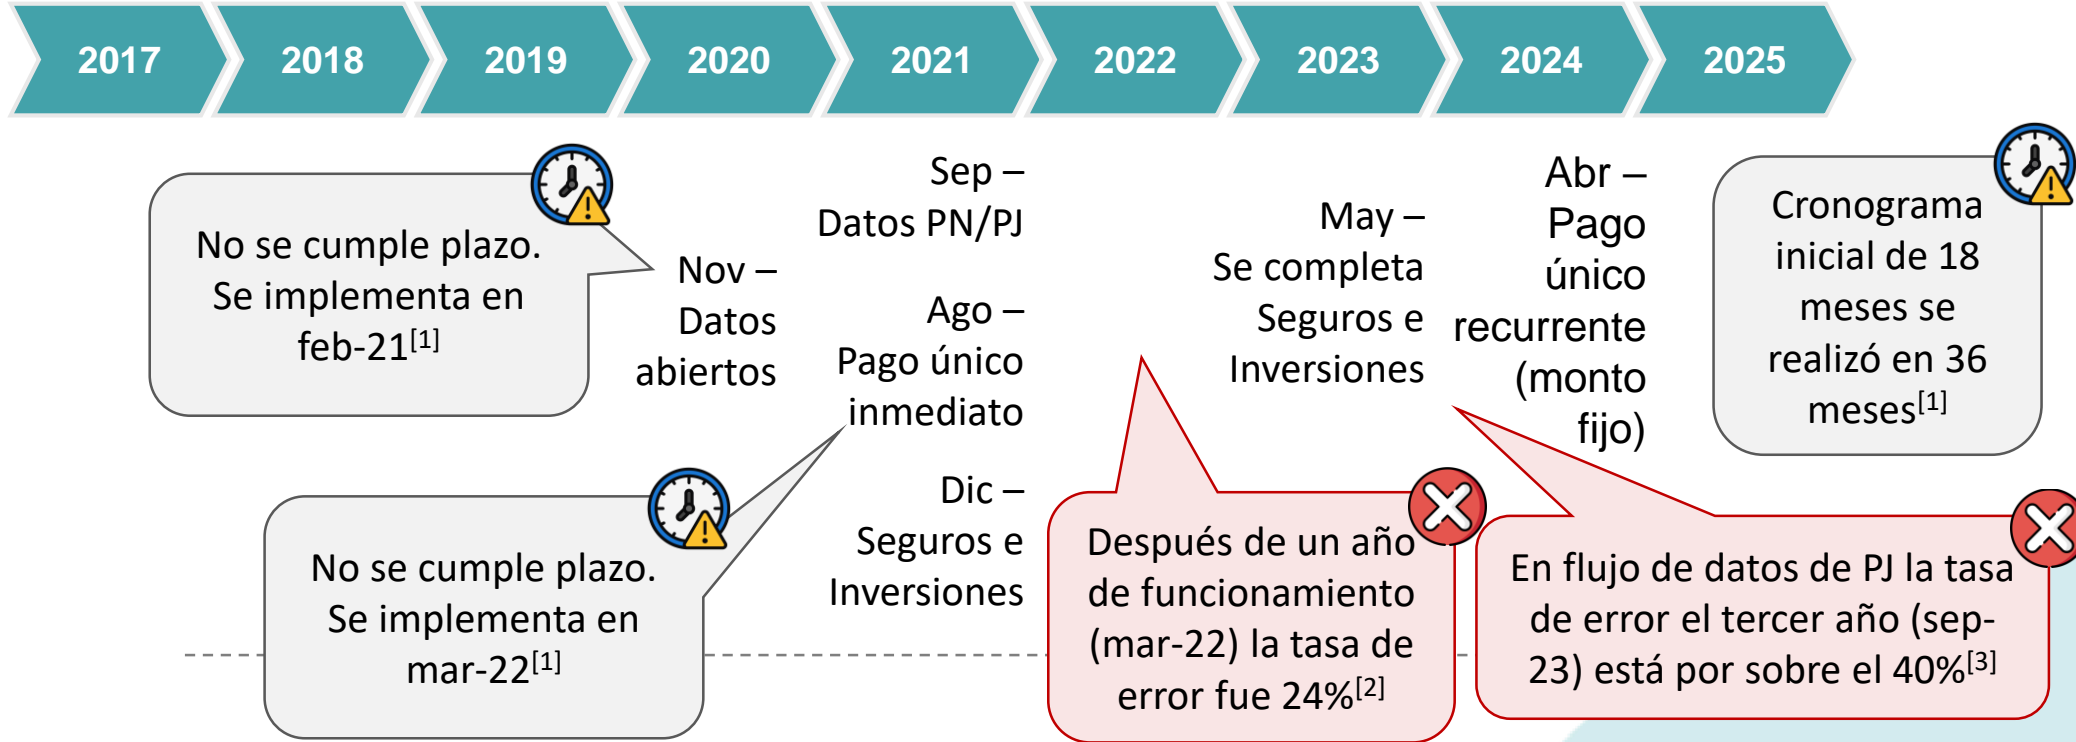 2017
2018
2019
2020
2021
2022
2023
2024
2025
No se cumple plazo.
Se implementa en
feb-21[1]
Nov –
Datos
abiertos
Sep –
Datos PN/PJ
Ago –
Pago único
inmediato
Dic –
Seguros e
Inversiones
No se cumple plazo.
Se implementa en
mar-22[1]
Después de un año
de funcionamiento
(mar-22) la tasa de
error fue 24%[2]
May –
Se completa
Seguros e
Inversiones
Abr –
Pago
único
recurrente
(monto
fijo)
En flujo de datos de PJ la tasa
de error el tercer año (sep-
23) está por sobre el 40%[3]
Cronograma
inicial de 18
meses se
realizó en 36
meses[1]